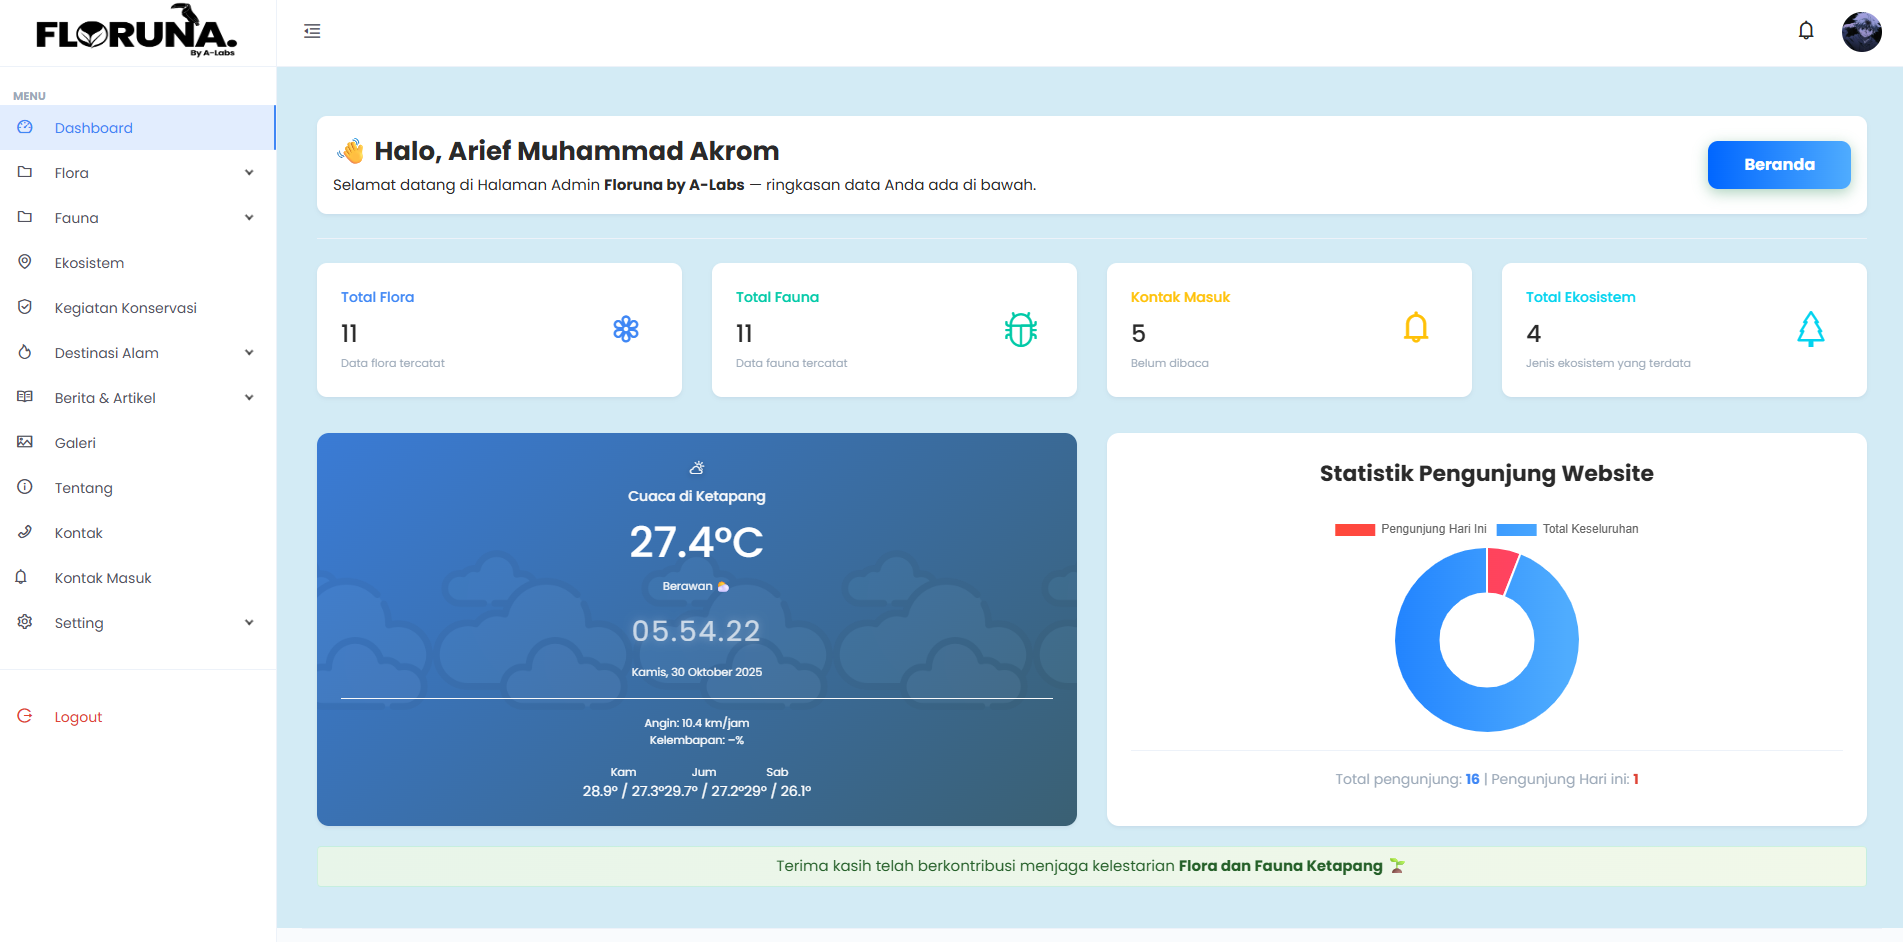 FLORUNA.
By A-Labs
MENU
Dashboard
Flora
Fauna
Ekosistem
Kegiatan Konservasi
Destinasi Alam
Berita & Artikel
Galeri
Tentang
Kontak
Kontak Masuk
Setting
Logout
👋 Halo, Arief Muhammad Akrom
Selamat datang di Halaman Admin Floruna by A-Labs — ringkasan data Anda ada di bawah.
Beranda
Total Flora
11
Data flora tercatat
Total Fauna
11
Data fauna tercatat
Kontak Masuk
5
Belum dibaca
Total Ekosistem
4
Jenis ekosistem yang terdata
Cuaca di Ketapang
27.4°C
Berawan 🌥️
05.54.22
Kamis, 30 Oktober 2025
Angin: 10.4 km/jam
Kelembapan: –%
Kam Jum Sab
28.9° / 27.3°29.7° / 27.2°29° / 26.1°
Statistik Pengunjung Website
Pengunjung Hari Ini Total Keseluruhan
Total pengunjung: 16 | Pengunjung Hari ini: 1
Terima kasih telah berkontribusi menjaga kelestarian Flora dan Fauna Ketapang 🌱